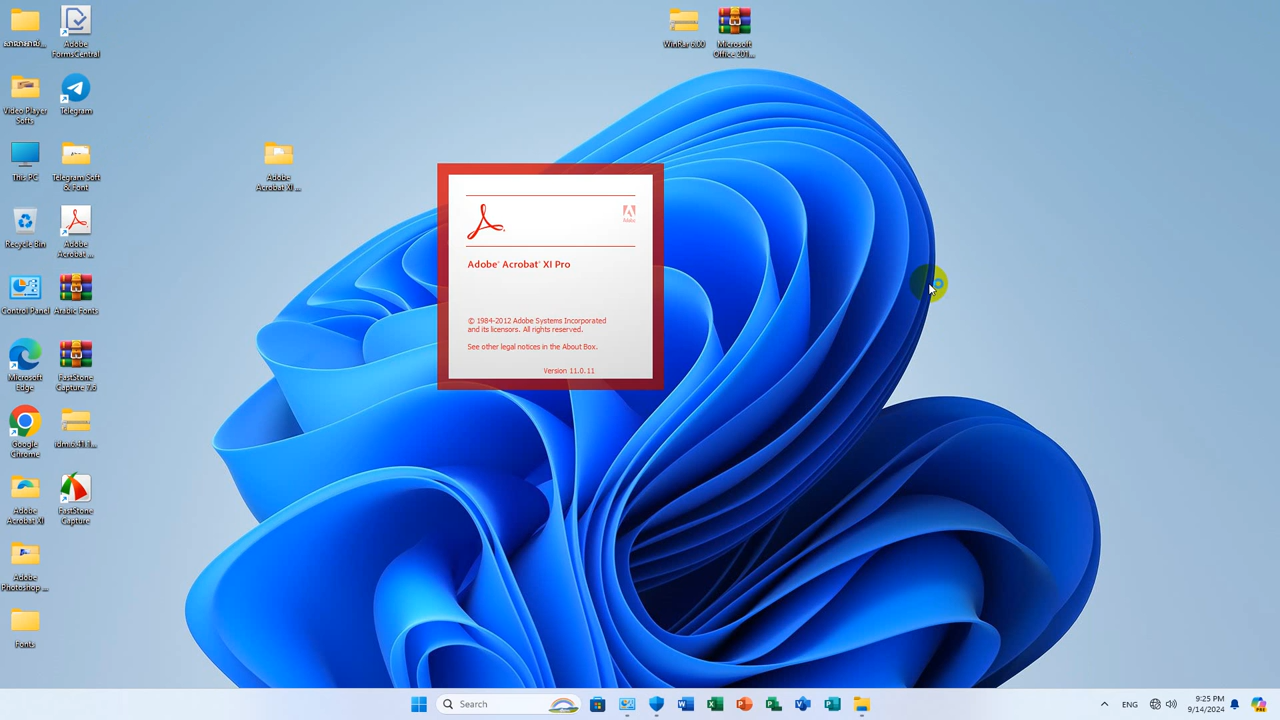 Adobe FormsCentral
Video Player Softs
Telegram
This PC
Telegram Soft & Font
Recycle Bin
Adobe Acrobat ...
Control Panel
Arabic Fonts
Microsoft Edge
FastStone Capture 7.6
Google Chrome
Adobe Acrobat XI
FastStone Capture
Adobe Photoshop ...
Fonts
WinRar 6.00
Microsoft Office 201...
Adobe Acrobat XI ...
Adobe
Adobe® Acrobat® XI Pro
© 1984-2012 Adobe Systems Incorporated
and its licensors. All rights reserved.
See other legal notices in the About Box.
Version 11.0.11
Search
ENG
9:25 PM
9/14/2024